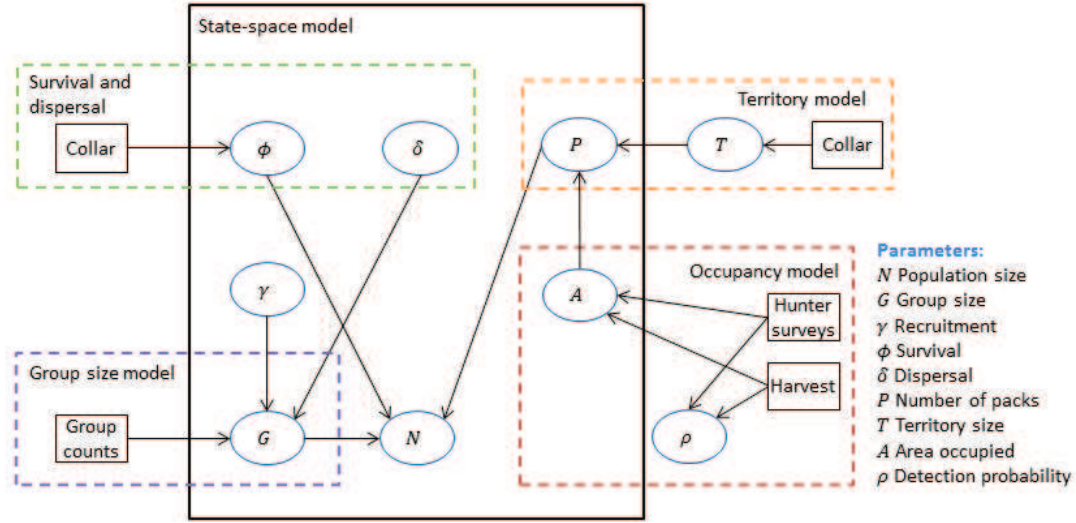 State-space model
Survival and
dispersal
Collar
ϕ
δ
Territory model
P
T
Collar
γ
Occupancy model
A
Hunter
surveys
Harvest
ρ
Group size model
Group
counts
G
N
Parameters:
N Population size
G Group size
γ Recruitment
ϕ Survival
δ Dispersal
P Number of packs
T Territory size
A Area occupied
ρ Detection probability